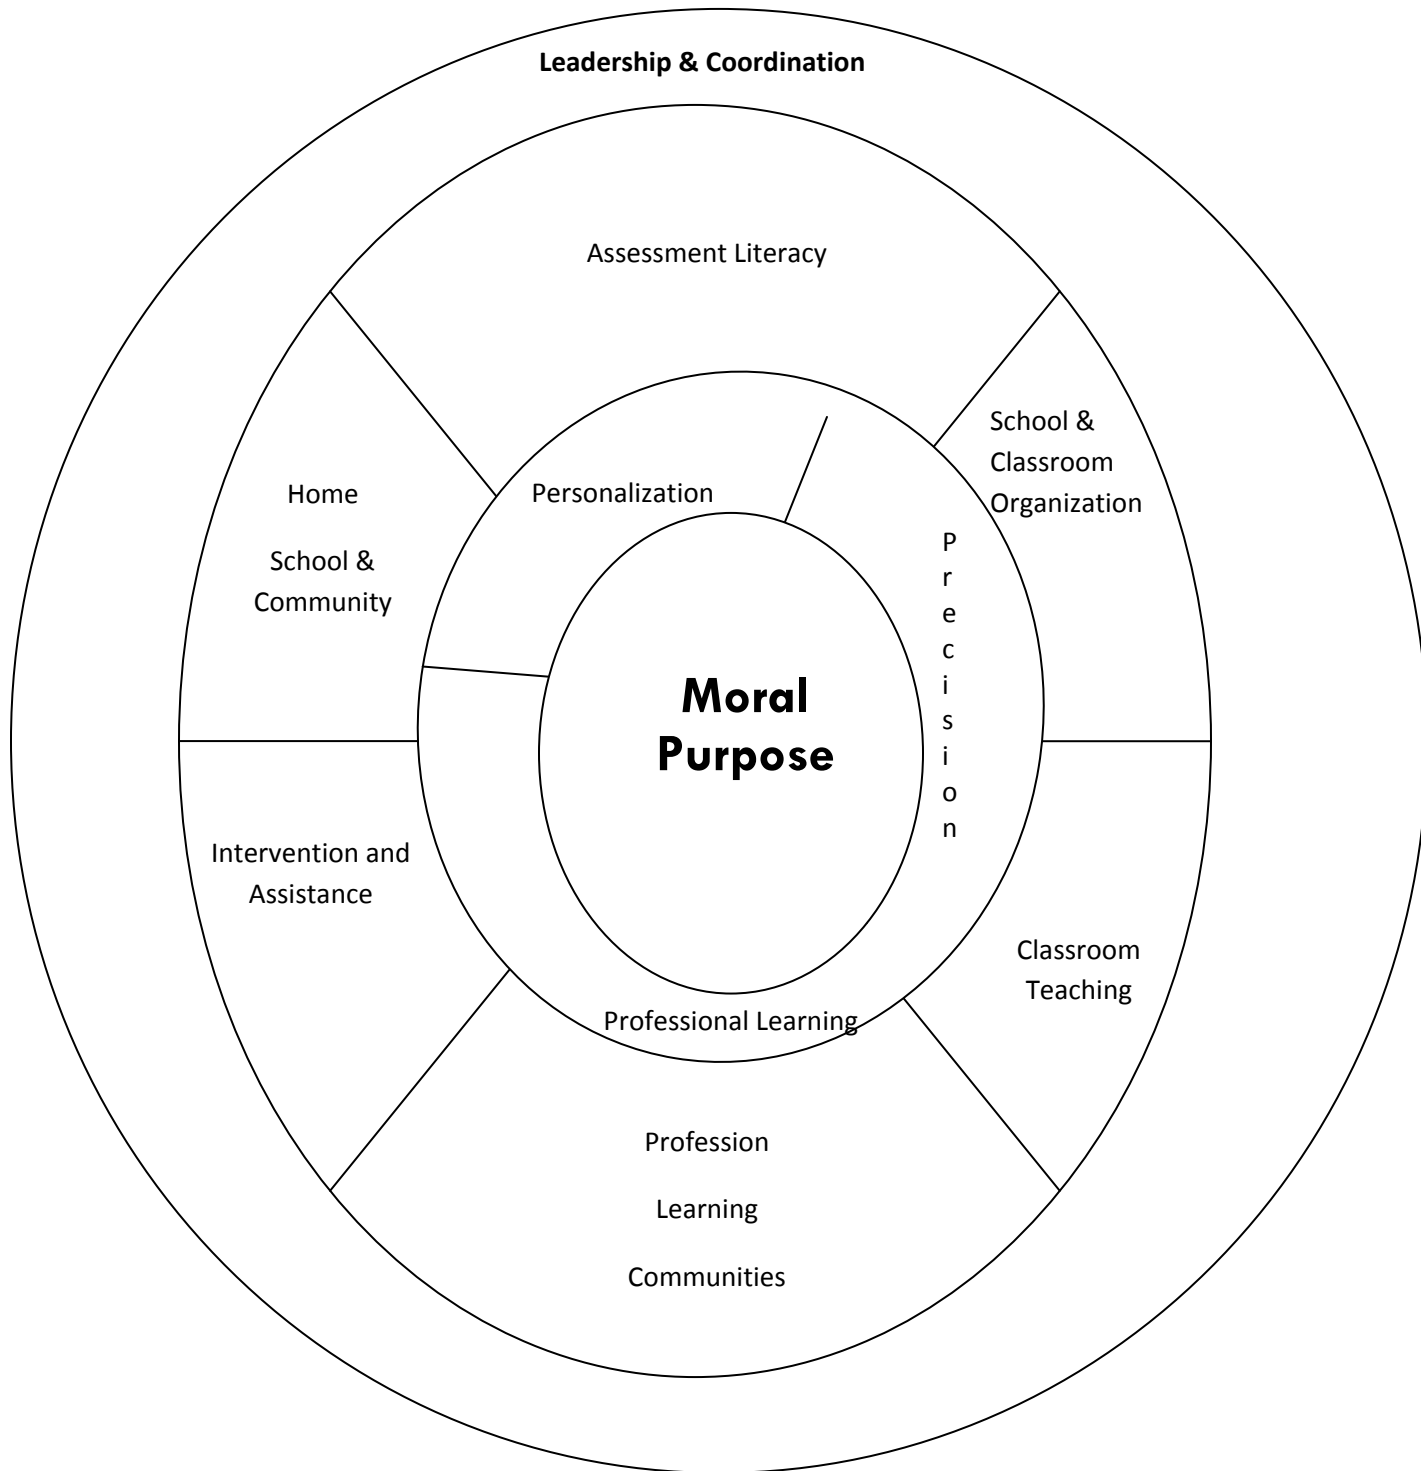 Leadership & Coordination
Assessment Literacy
School &
Classroom
Organization
Home
School &
Community
Personalization
Precision
Moral
Purpose
Intervention and
Assistance
Classroom
Teaching
Professional Learning
Profession
Learning
Communities